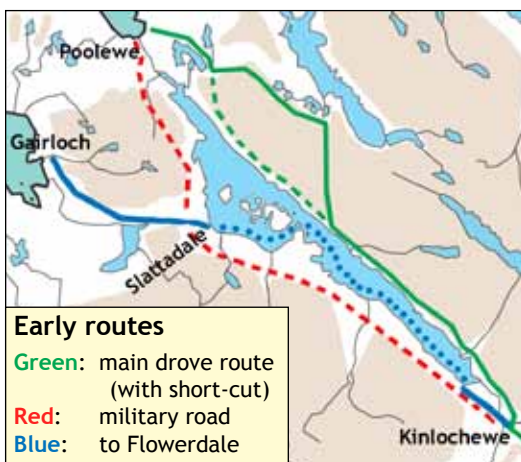 Poolewe
Gairloch
Slattadale
Early routes
Green: main drove route
(with short-cut)
Red: military road
Blue: to Flowerdale
Kinlochewe